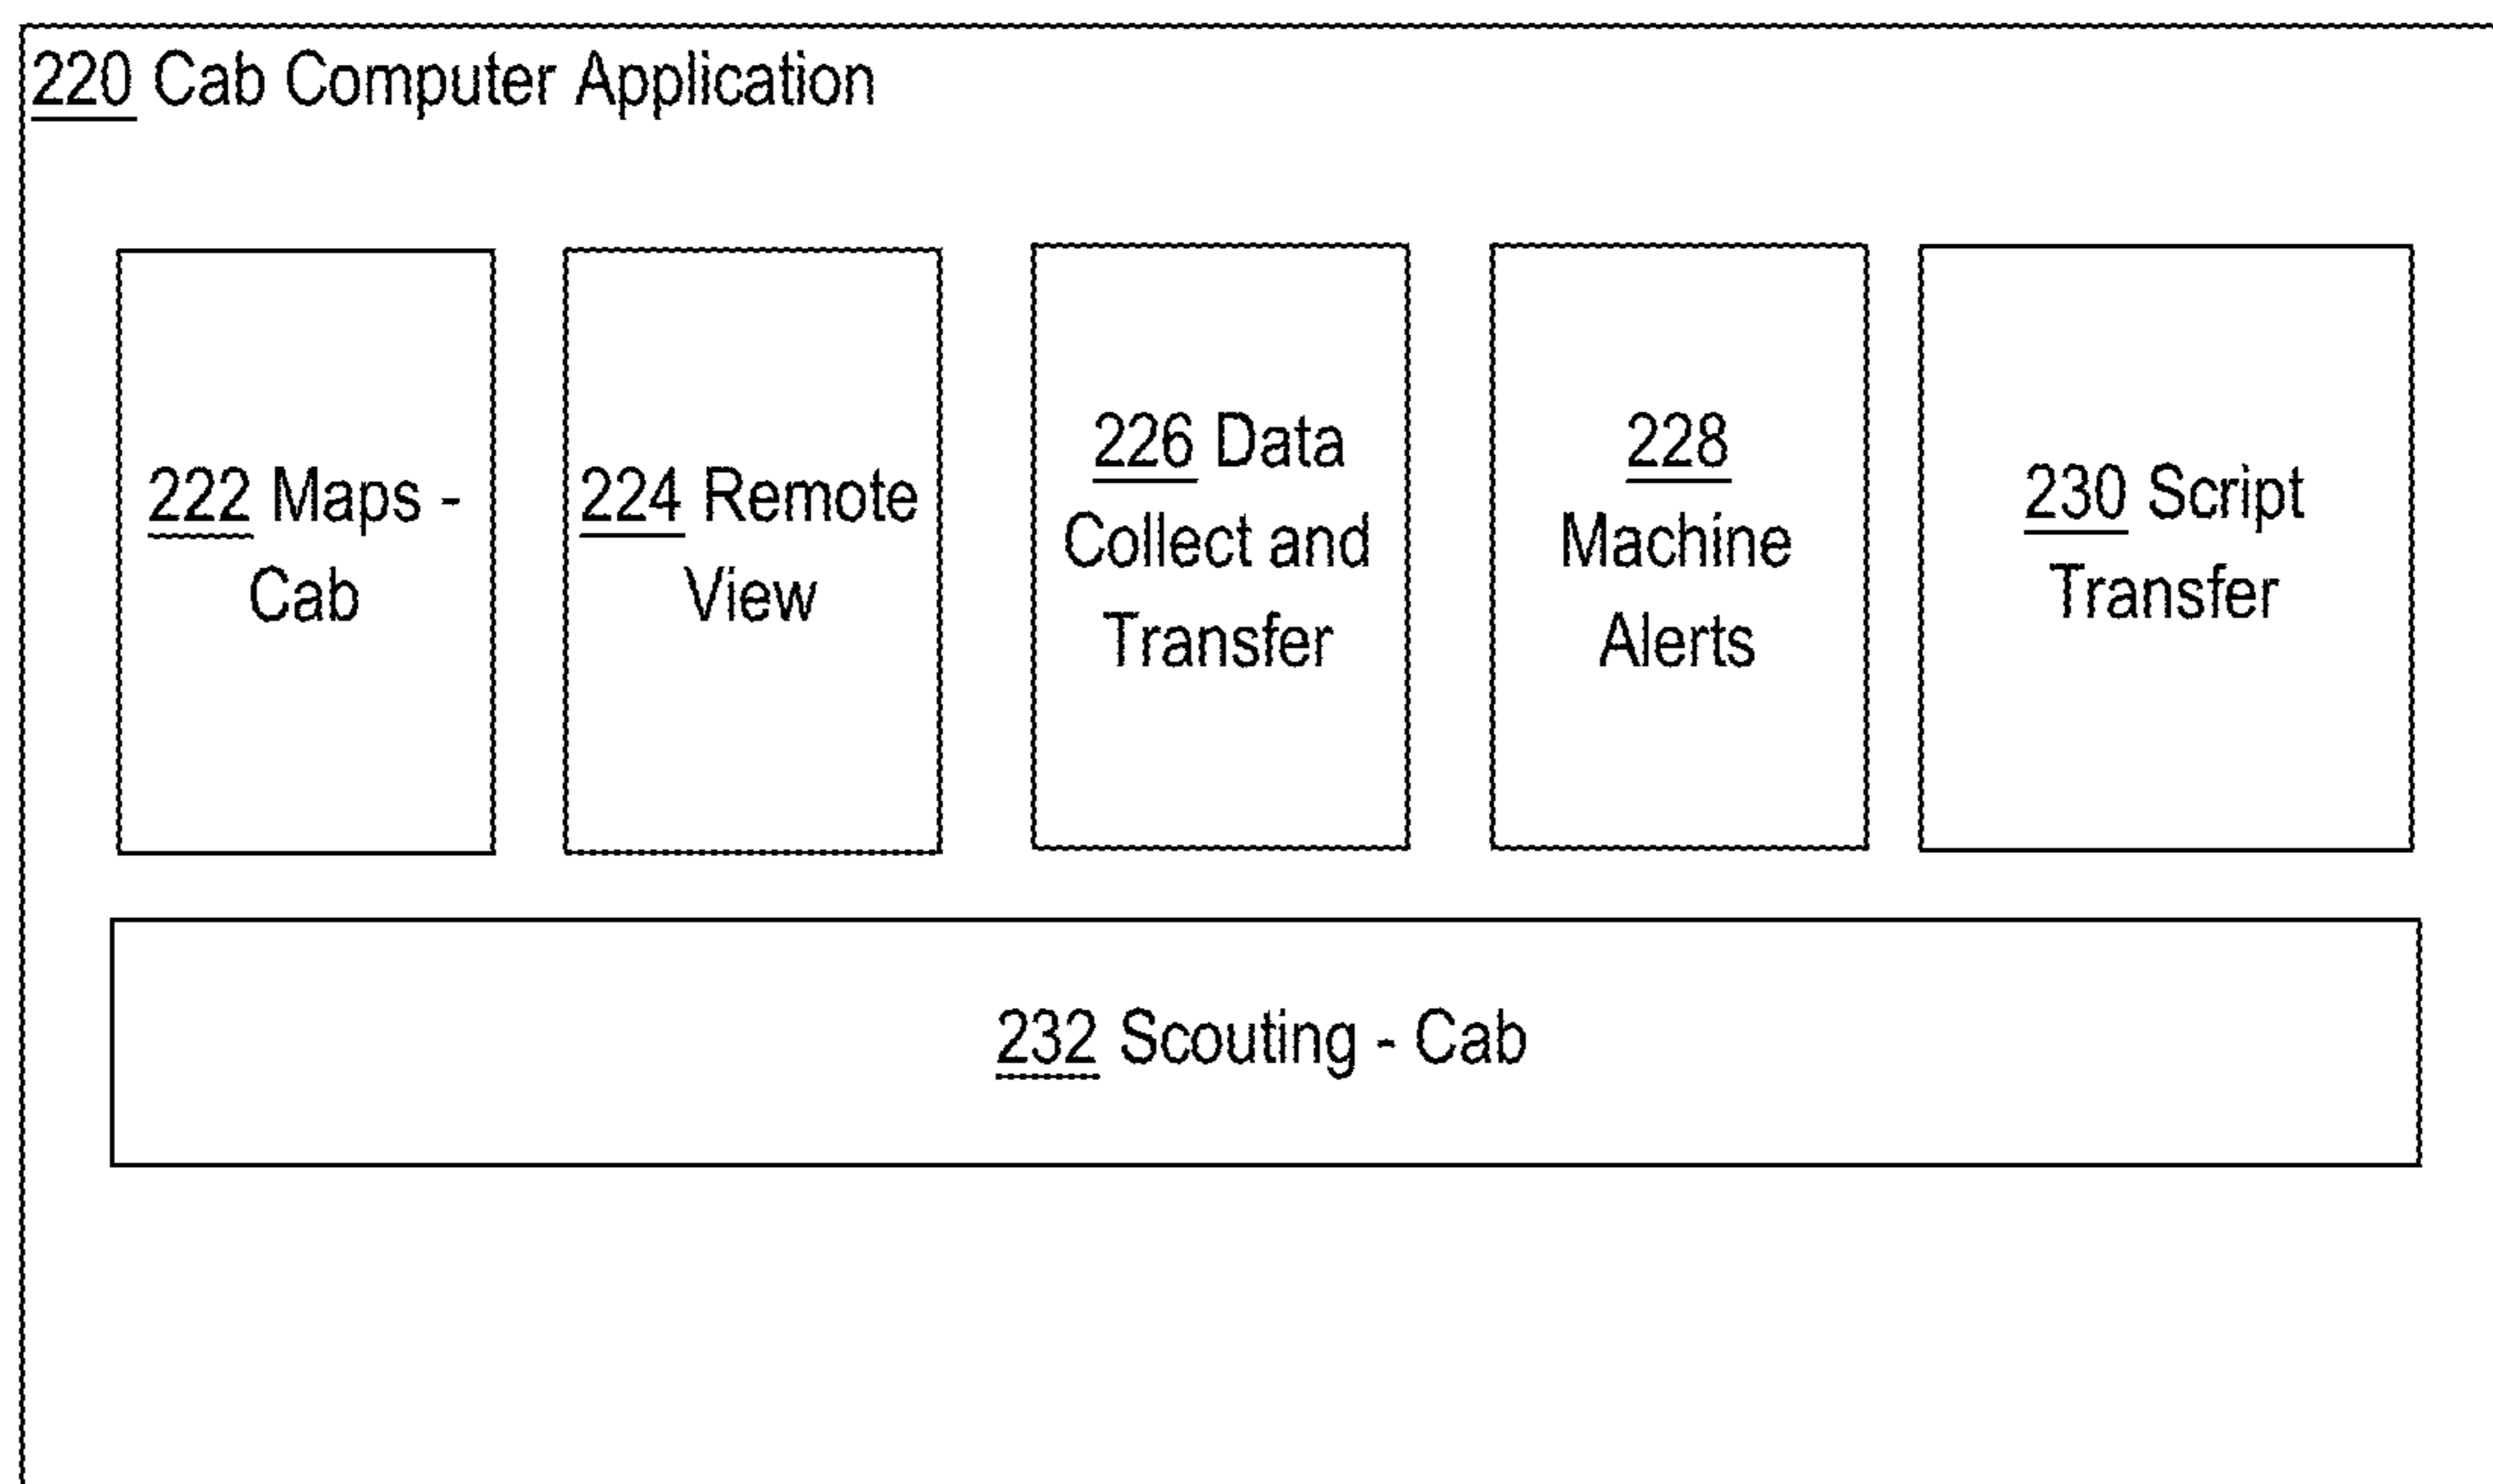 220 Cab Computer Application
222 Maps -
Cab
224 Remote
View
226 Data
Collect and
Transfer
228
Machine
Alerts
230 Script
Transfer
232 Scouting - Cab